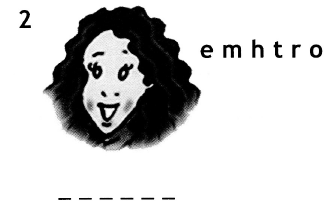 2
e m h t r o
_ _ _ _ _ _